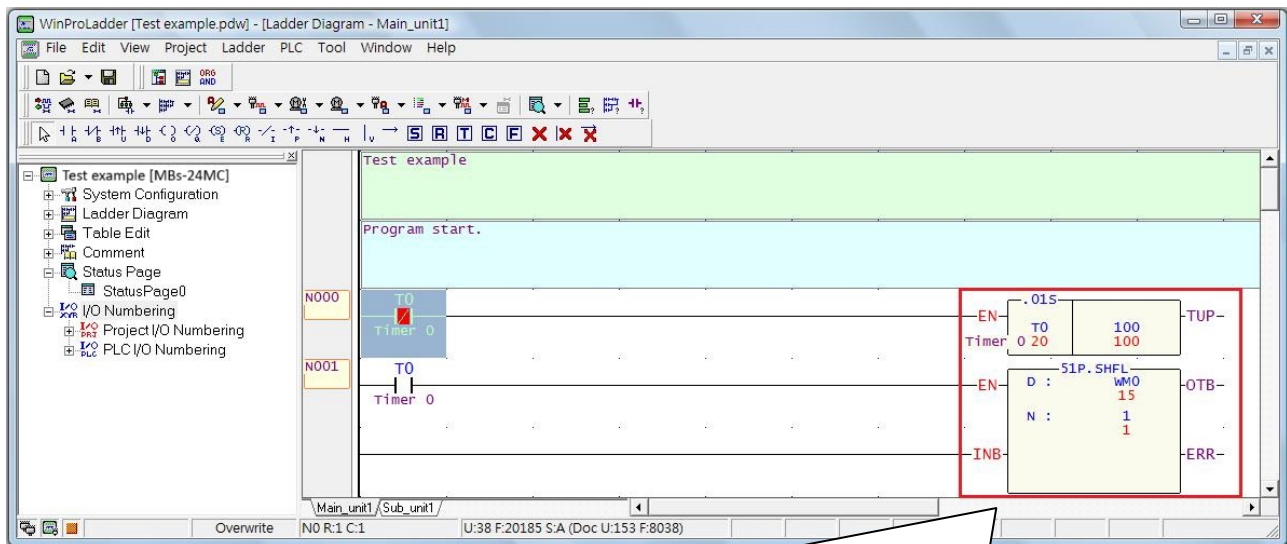 WinProLadder [Test example.pdw] - [Ladder Diagram - Main_unit1]
File Edit View Project Ladder PLC Tool Window Help
ORG
AND
S R T C F
Test example [MBs-24MC]
System Configuration
Ladder Diagram
Table Edit
Comment
Status Page
StatusPage0
I/O Numbering
Project I/O Numbering
PLC I/O Numbering
Test example
Program start.
N000
T0
Timer 0
.01S
EN
TUP
T0 100
Timer 0 20 100
N001
T0
Timer 0
51P.SHFL
EN
D : WM0
15
OTB
N : 1
1
INB
ERR
Main_unit1 Sub_unit1
Overwrite N0 R:1 C:1 U:38 F:20185 S:A (Doc U:153 F:8038)